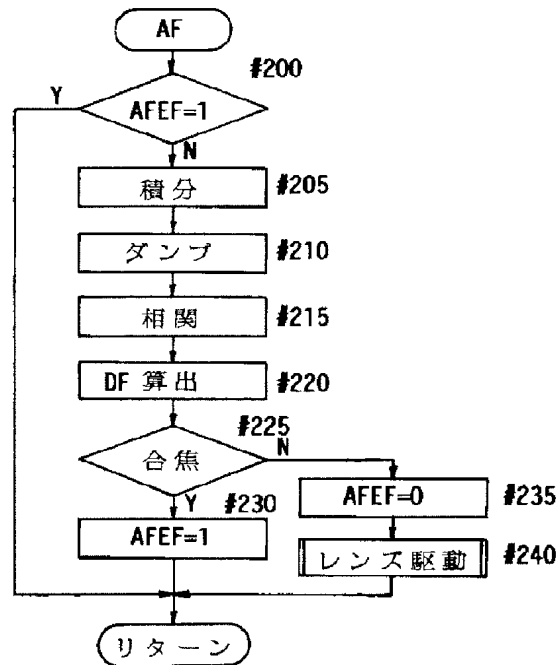 AF
#200
Y
AFEF=1
N
積分
#205
ダンプ
#210
相関
#215
DF 算出
#220
#225
合焦
N
Y
#230
AFEF=0
#235
AFEF=1
レンズ駆動
#240
リターン